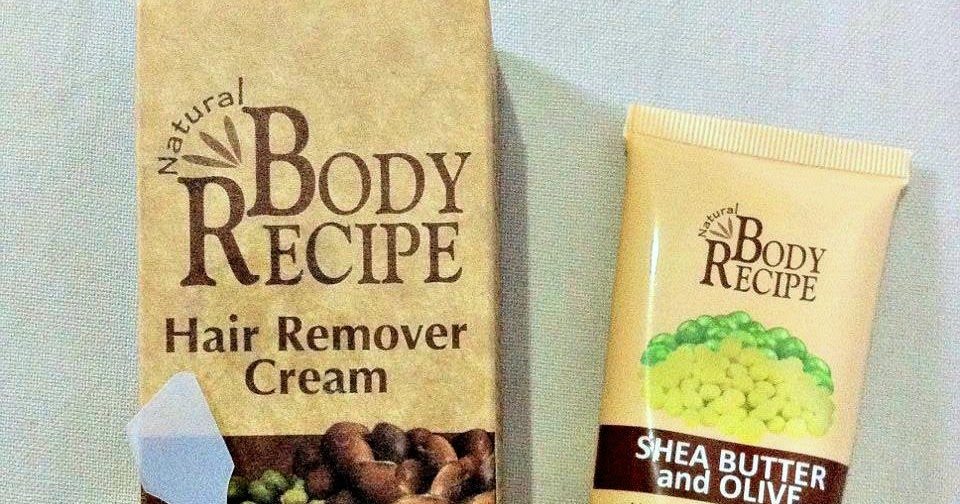 Natural
BODY
RECIPE
Hair Remover
Cream
Natural
BODY
RECIPE
SHEA BUTTER
and OLIVE